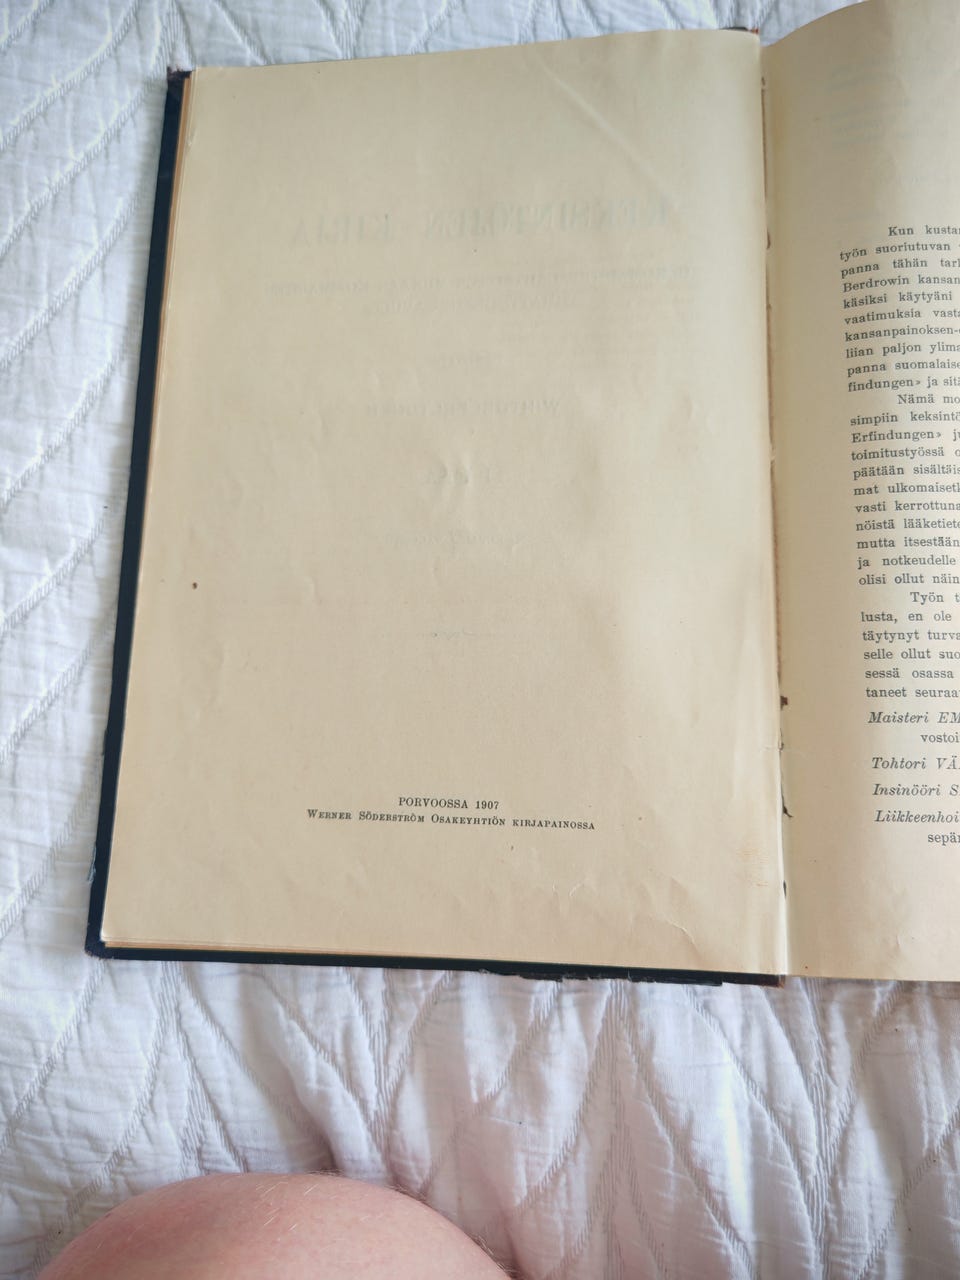 PORVOOSSA 1907
WERNER SÖDERSTRÖM OSAKEYHTIÖN KIRJAPAINOSSA
Kun kustan
työn suoriutuvan
panna tähän tark
Berdrowin kansan
käsiksi käytyäni
vaatimuksia vasta
kansanpainoksen-
liian paljon ylima
panna suomalaise
findungen» ja sitä
Nämä mo
simpiin keksintö
Erfindungen» ju
toimitustyössä o
päätään sisältäis
mat ulkomaisetk
vasti kerrottuna
nöistä lääketiete
mutta itsestään
ja notkeudelle
olisi ollut näin
Työn t
lusta, en ole
täytynyt turva
selle ollut suo
sessä osassa
taneet seuraa
Maisteri EM
vostoi
Tohtori VÄ
Insinööri S
Liikkeenhoi
sepän